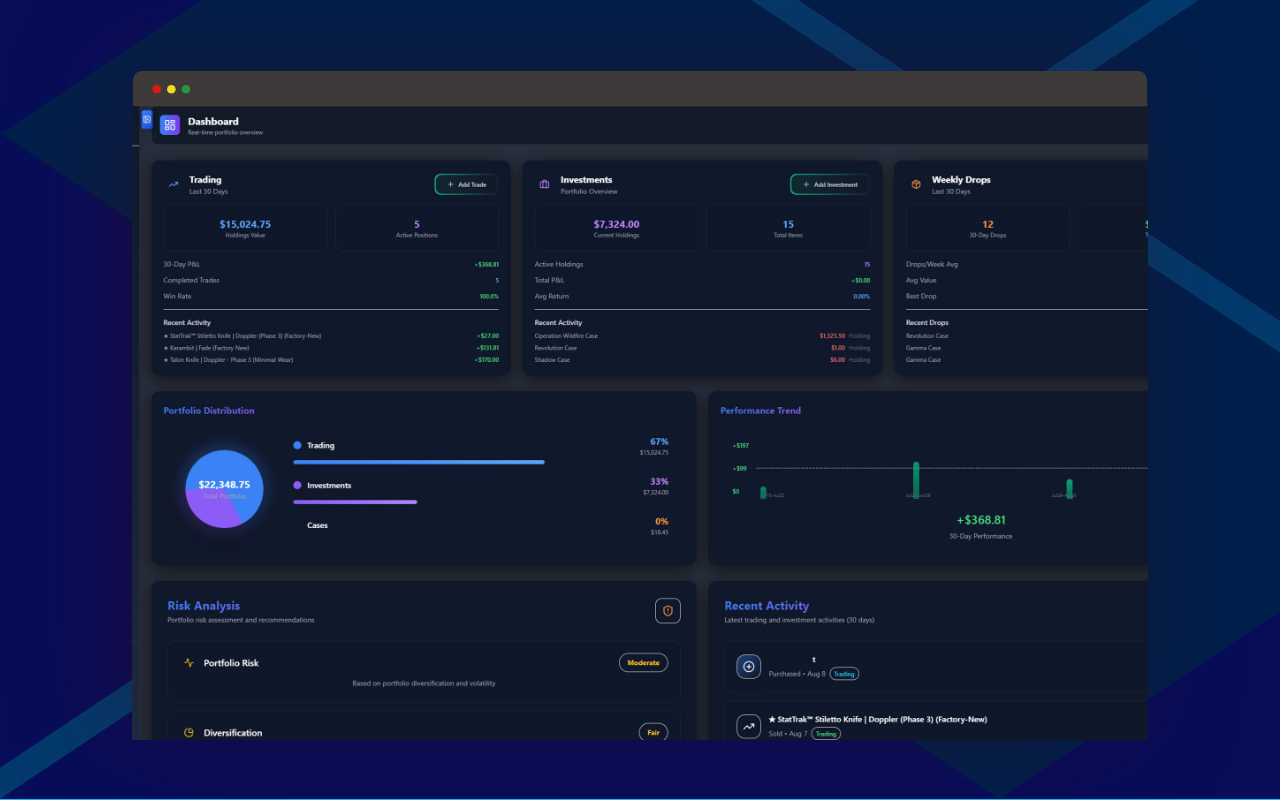 Dashboard
Real-time portfolio overview
Trading
Last 30 Days
+ Add Trade
$15,024.75
Holdings Value
5
Active Positions
30-Day P&L +$368.81
Completed Trades 5
Win Rate 100.0%
Recent Activity
★ StatTrak™ Stiletto Knife | Doppler (Phase 3) (Factory-New) +$27.00
★ Karambit | Fade (Factory New) +$131.81
★ Talon Knife | Doppler - Phase 3 (Minimal Wear) +$170.00
Investments
Portfolio Overview
+ Add Investment
$7,324.00
Current Holdings
15
Total Items
Active Holdings 15
Total P&L +$0.00
Avg Return 0.00%
Recent Activity
Operation Wildfire Case $1,325.50 Holding
Revolution Case $1.00 Holding
Shadow Case $6.00 Holding
Weekly Drops
Last 30 Days
12
30-Day Drops
Drops/Week Avg
Avg Value
Best Drop
Recent Drops
Revolution Case
Gamma Case
Gamma Case
Portfolio Distribution
$22,348.75
Total Portfolio
Trading 67%
$15,024.75
Investments 33%
$7,324.00
Cases 0%
$18.45
Performance Trend
+$197
+$99
$0
+$368.81
30-Day Performance
Risk Analysis
Portfolio risk assessment and recommendations
Portfolio Risk Moderate
Based on portfolio diversification and volatility
Diversification Fair
Recent Activity
Latest trading and investment activities (30 days)
t
Purchased • Aug 8 Trading
★ StatTrak™ Stiletto Knife | Doppler (Phase 3) (Factory-New)
Sold • Aug 7 Trading